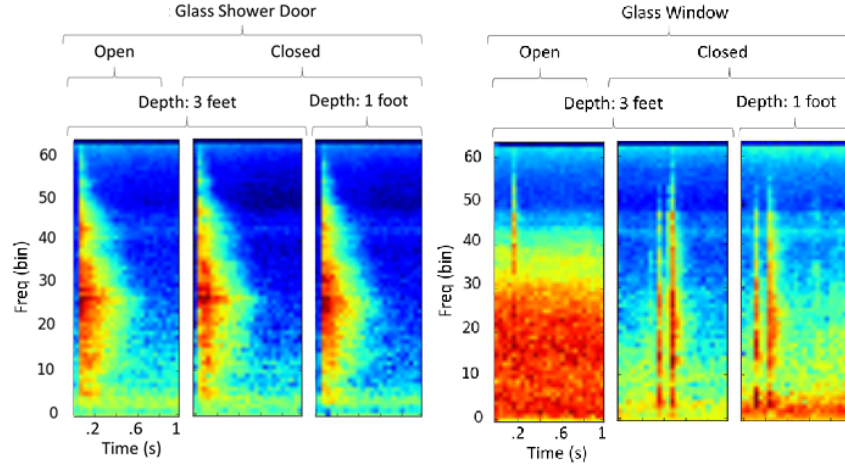 : Glass Shower Door
Glass Window
Open
Closed
Open
Closed
Depth: 3 feet
Depth: 1 foot
Depth: 3 feet
Depth: 1 foot
60
50
40
30
20
10
0
Freq (bin)
.2 .6 1
Time (s)
60
50
40
30
20
10
0
Freq (bin)
.2 .6 1
Time (s)